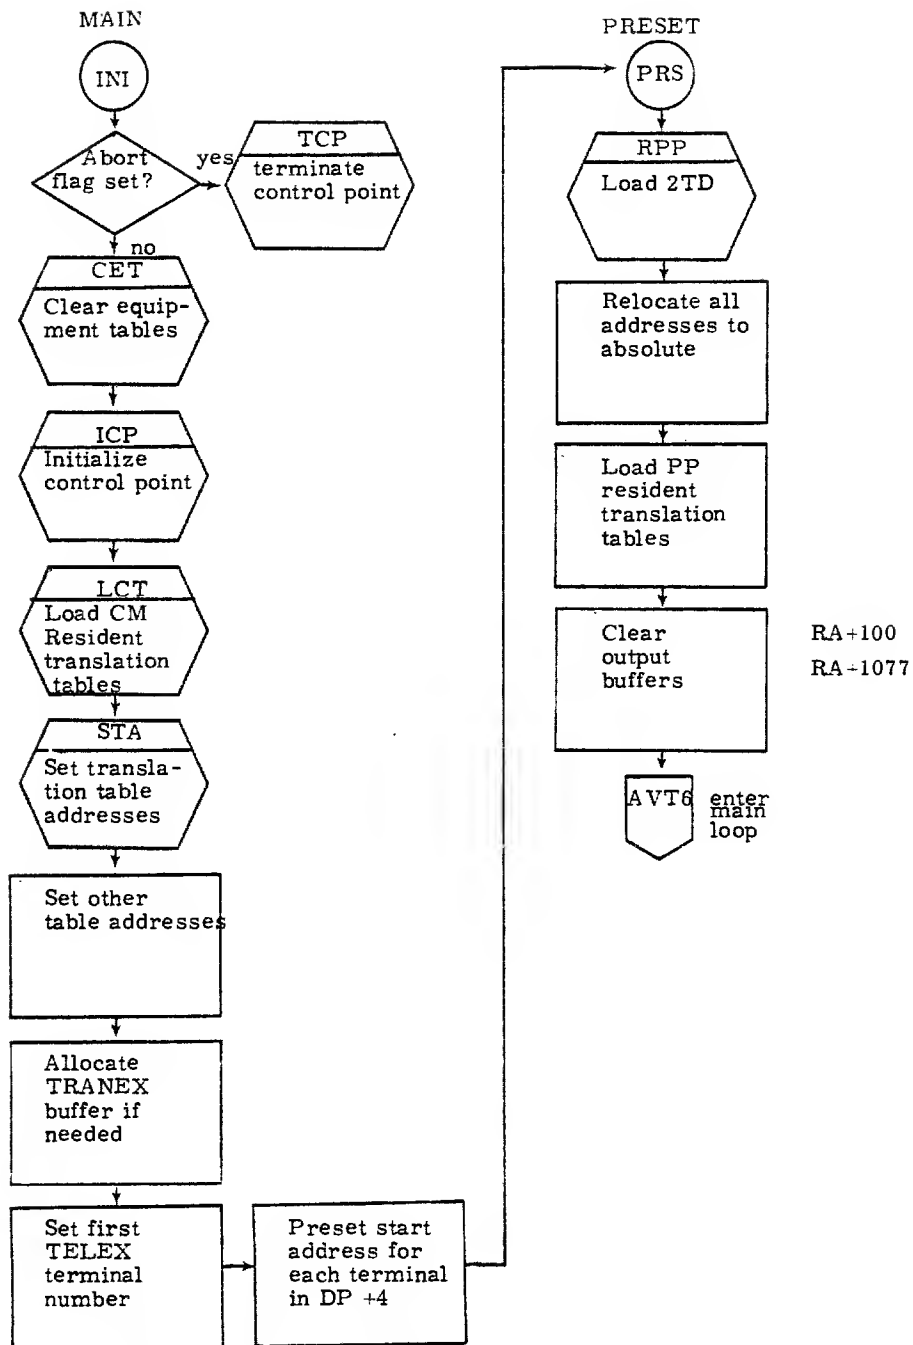 MAIN
INI
Abort
flag set?
yes
TCP
terminate
control point
no
CET
Clear equip-
ment tables
ICP
Initialize
control point
LCT
Load CM
Resident
translation
tables
STA
Set transla-
tion table
addresses
Set other
table addresses
Allocate
TRANEX
buffer if
needed
Set first
TELEX
terminal
number
Preset start
address for
each terminal
in DP +4
PRESET
PRS
RPP
Load 2TD
Relocate all
addresses to
absolute
Load PP
resident
translation
tables
Clear
output
buffers
RA+100
RA+1077
AVT6
enter
main
loop